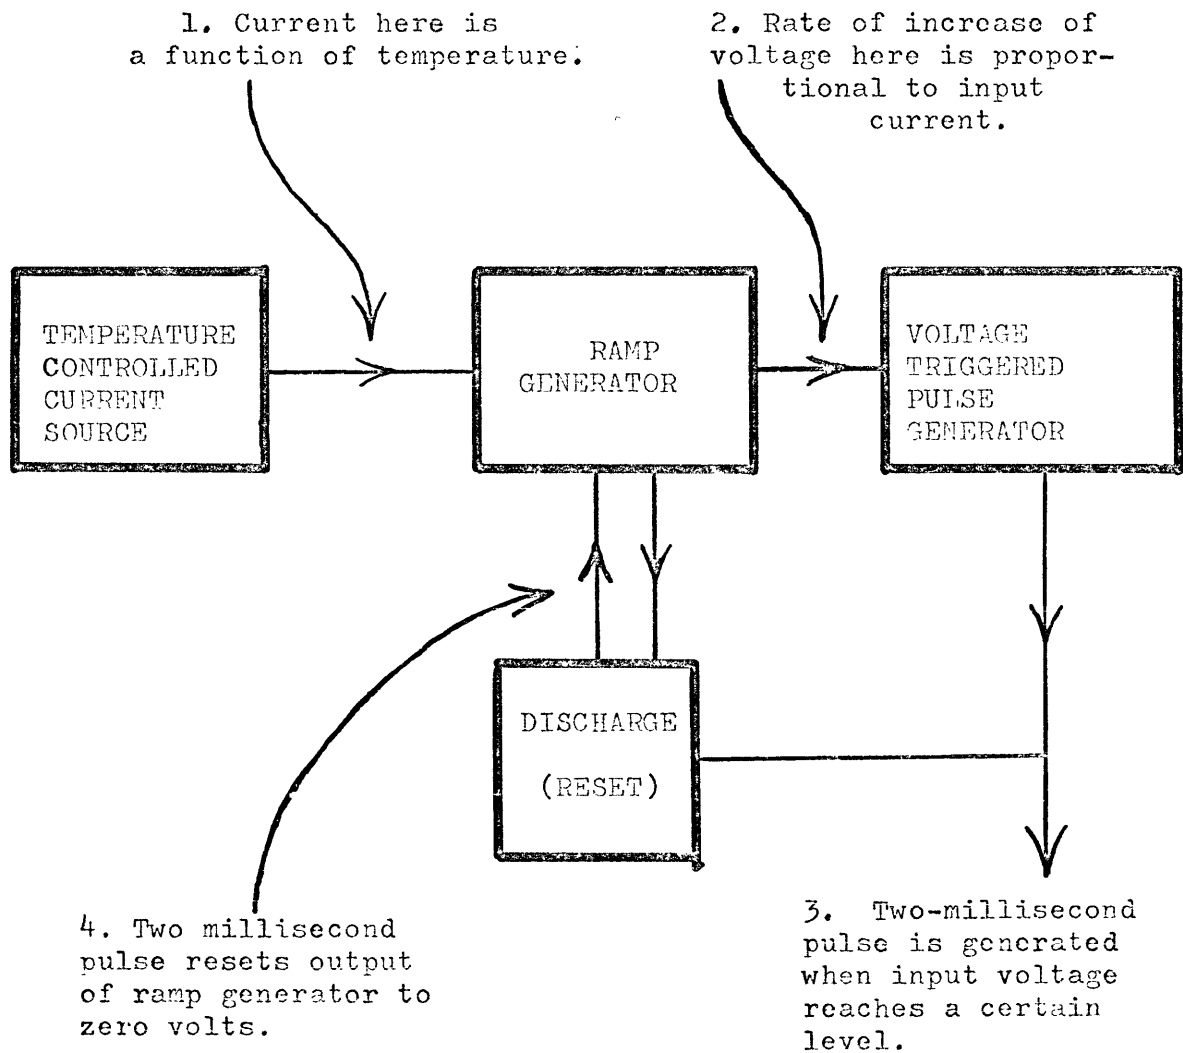 1. Current here is
a function of temperature.
2. Rate of increase of
voltage here is propor-
tional to input
current.
TEMPERATURE
CONTROLLED
CURRENT
SOURCE
RAMP
GENERATOR
VOLTAGE
TRIGGERED
PULSE
GENERATOR
DISCHARGE
(RESET)
4. Two millisecond
pulse resets output
of ramp generator to
zero volts.
3. Two-millisecond
pulse is generated
when input voltage
reaches a certain
level.